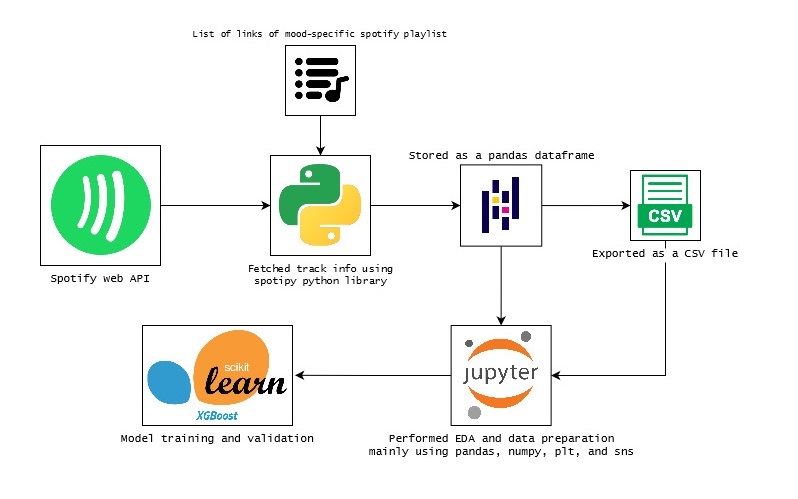 List of links of mood-specific spotify playlist
Stored as a pandas dataframe
CSV
Exported as a CSV file
Spotify web API
Fetched track info using
spotipy python library
scikit
learn
XGBoost
Model training and validation
jupyter
Performed EDA and data preparation
mainly using pandas, numpy, plt, and sns